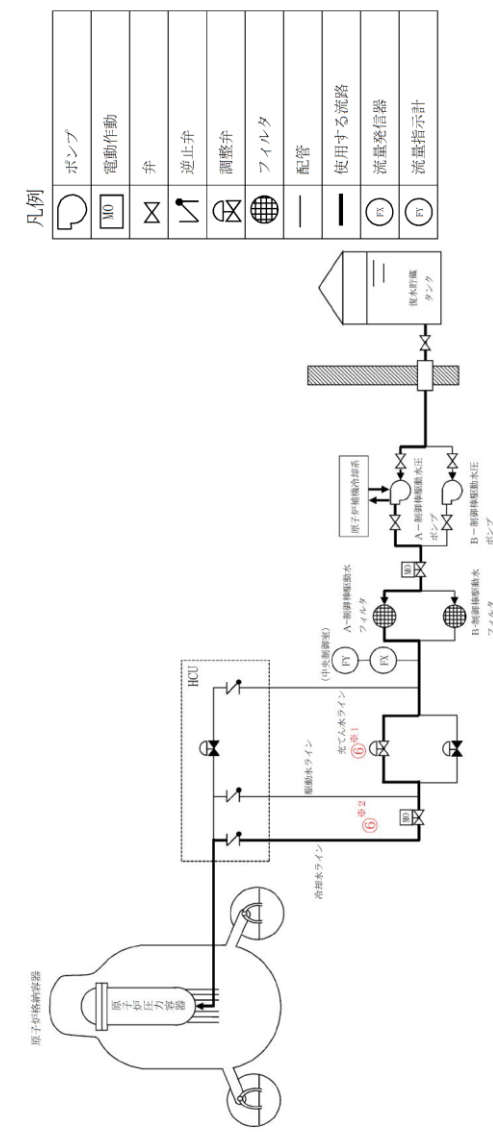 凡例
ポンプ
MO
電動作動
弁
逆止弁
調整弁
フィルタ
配管
使用する流路
FX
流量発信器
FY
流量指示計
原子炉格納容器
原子炉圧力容器
HCU
冷却水ライン
駆動水ライン
充てん水ライン
⑥※1
⑥※2
MO
(中央制御室)
FY
FX
A-制御棒駆動水
フィルタ
B-制御棒駆動水
フィルタ
MO
原子炉補機冷却系
A-制御棒駆動水圧
ポンプ
B-制御棒駆動水圧
ポンプ
復水貯蔵
タンク